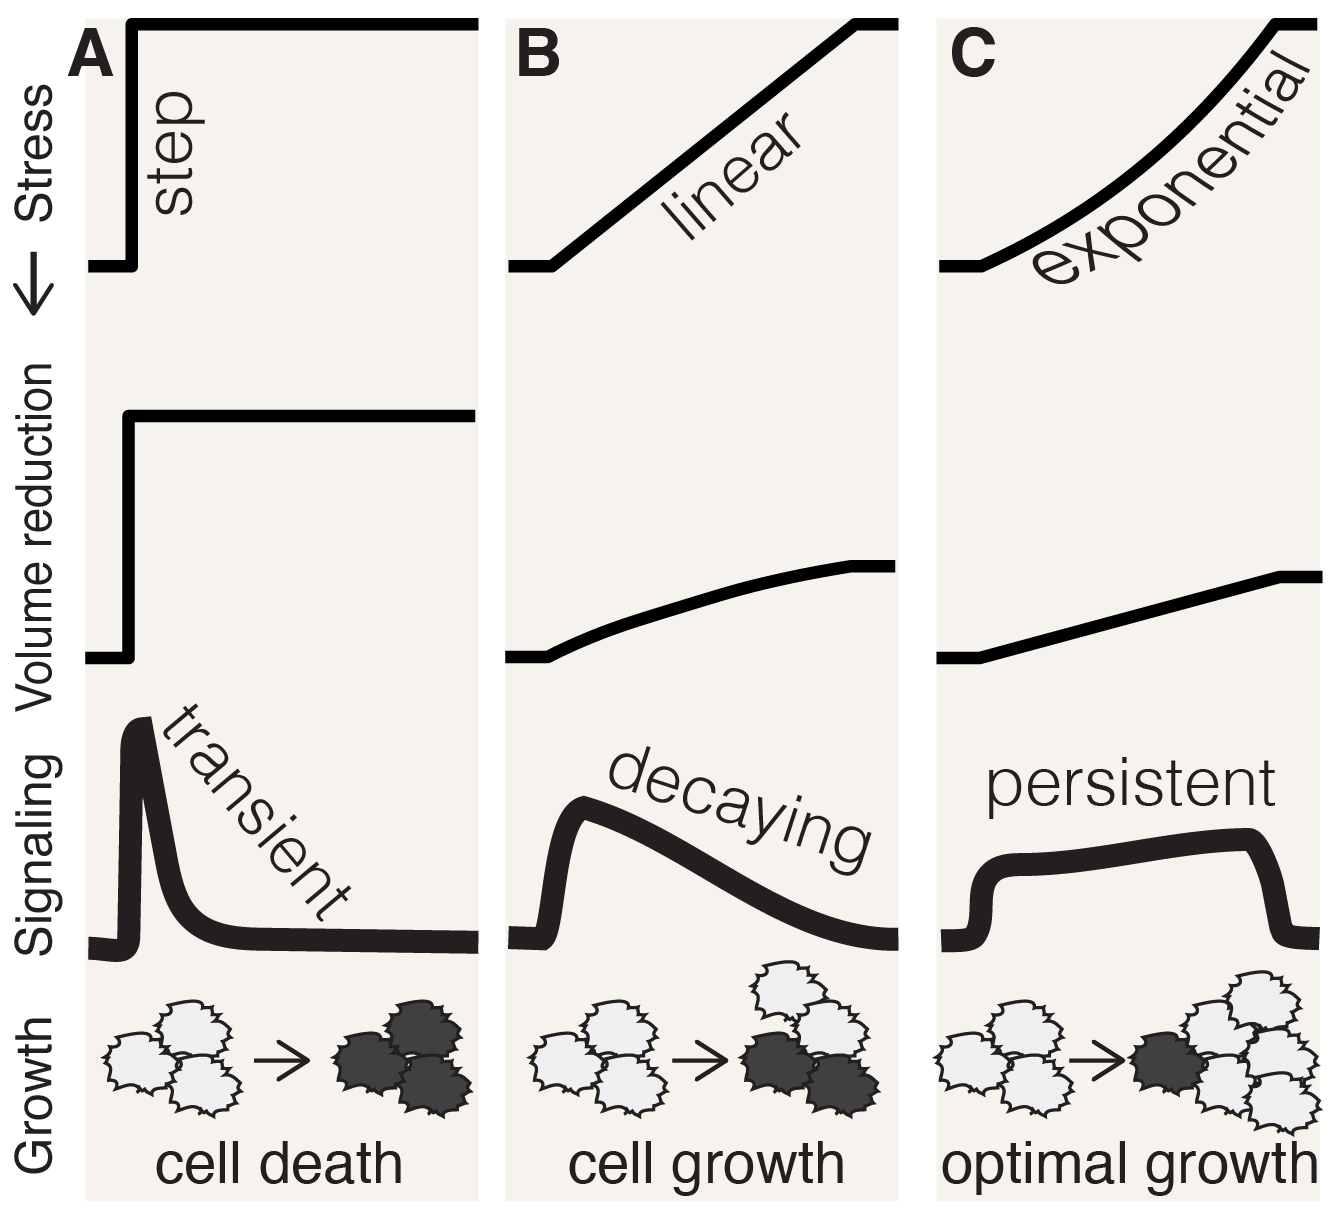 A
B
C
Stress
step
linear
exponential
Volume reduction
Signaling
transient
decaying
persistent
Growth
cell death
cell growth
optimal growth